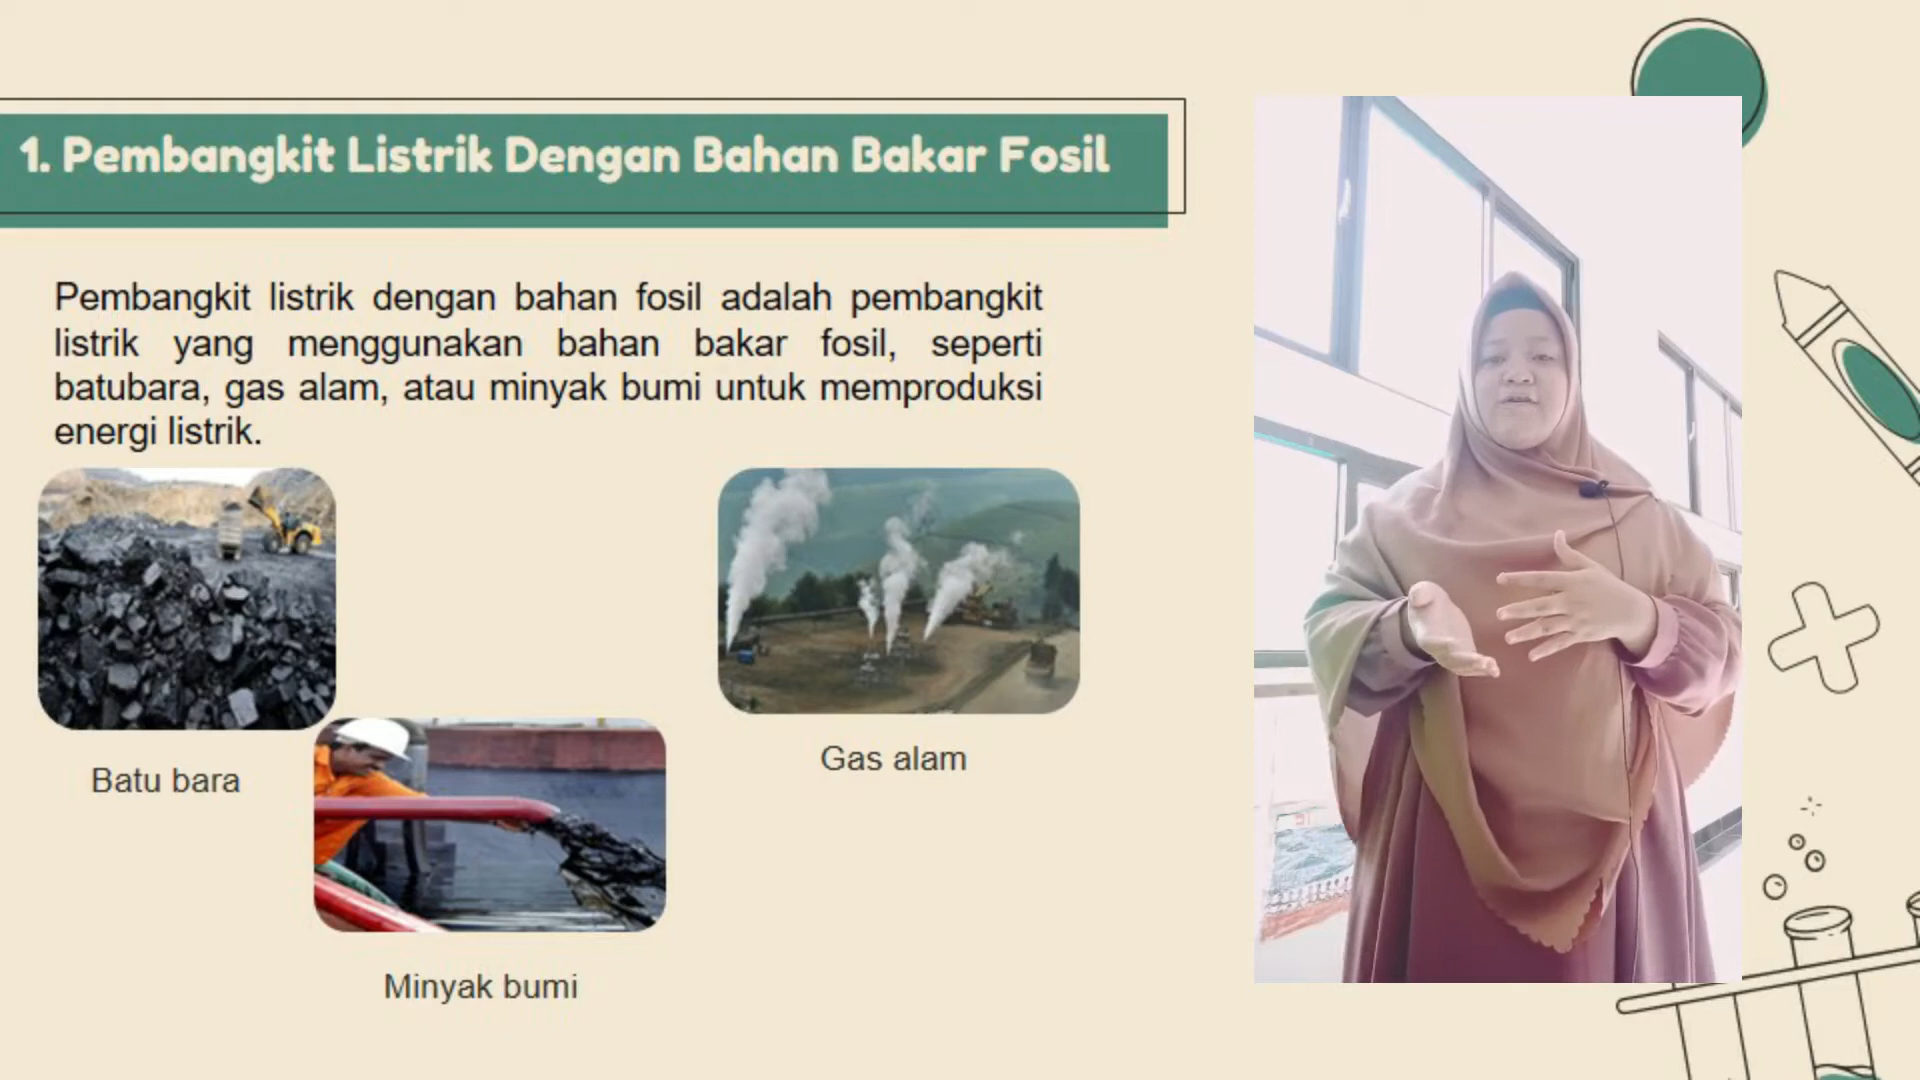 1. Pembangkit Listrik Dengan Bahan Bakar Fosil
Pembangkit listrik dengan bahan fosil adalah pembangkit
listrik yang menggunakan bahan bakar fosil, seperti
batubara, gas alam, atau minyak bumi untuk memproduksi
energi listrik.
Batu bara
Gas alam
Minyak bumi